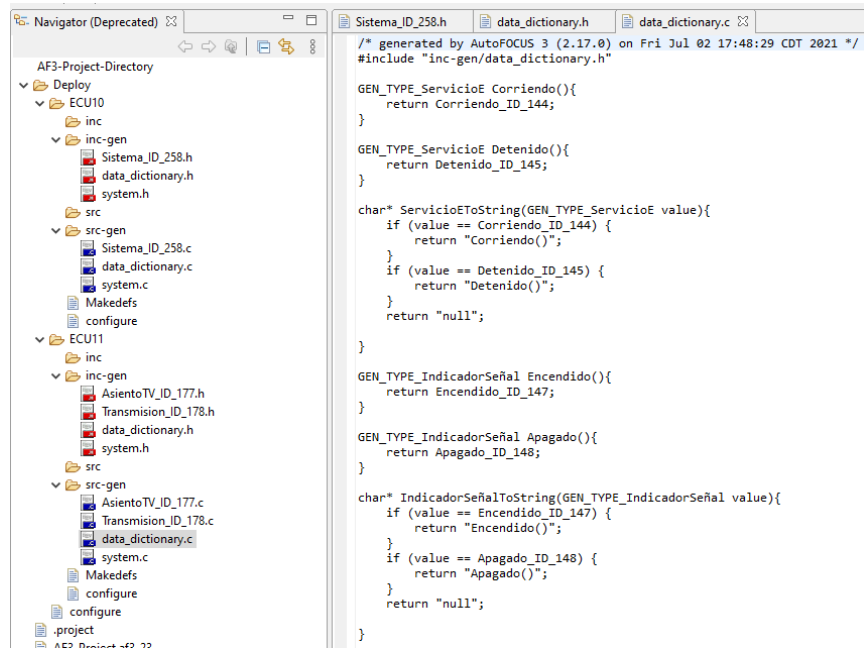 Navigator (Deprecated)
AF3-Project-Directory
Deploy
ECU10
inc
inc-gen
Sistema_ID_258.h
data_dictionary.h
system.h
src
src-gen
Sistema_ID_258.c
data_dictionary.c
system.c
Makedefs
configure
ECU11
inc
inc-gen
AsientoTV_ID_177.h
Transmision_ID_178.h
data_dictionary.h
system.h
src
src-gen
AsientoTV_ID_177.c
Transmision_ID_178.c
data_dictionary.c
system.c
Makedefs
configure
configure
.project
AF3-Project.af3_23
Sistema_ID_258.h data_dictionary.h data_dictionary.c
/* generated by AutoFOCUS 3 (2.17.0) on Fri Jul 02 17:48:29 CDT 2021 */
#include "inc-gen/data_dictionary.h"
GEN_TYPE_ServicioE Corriendo(){
return Corriendo_ID_144;
}
GEN_TYPE_ServicioE Detenido(){
return Detenido_ID_145;
}
char* ServicioEToString(GEN_TYPE_ServicioE value){
if (value == Corriendo_ID_144) {
return "Corriendo()";
}
if (value == Detenido_ID_145) {
return "Detenido()";
}
return "null";
}
GEN_TYPE_IndicadorSeñal Encendido(){
return Encendido_ID_147;
}
GEN_TYPE_IndicadorSeñal Apagado(){
return Apagado_ID_148;
}
char* IndicadorSeñalToString(GEN_TYPE_IndicadorSeñal value){
if (value == Encendido_ID_147) {
return "Encendido()";
}
if (value == Apagado_ID_148) {
return "Apagado()";
}
return "null";
}